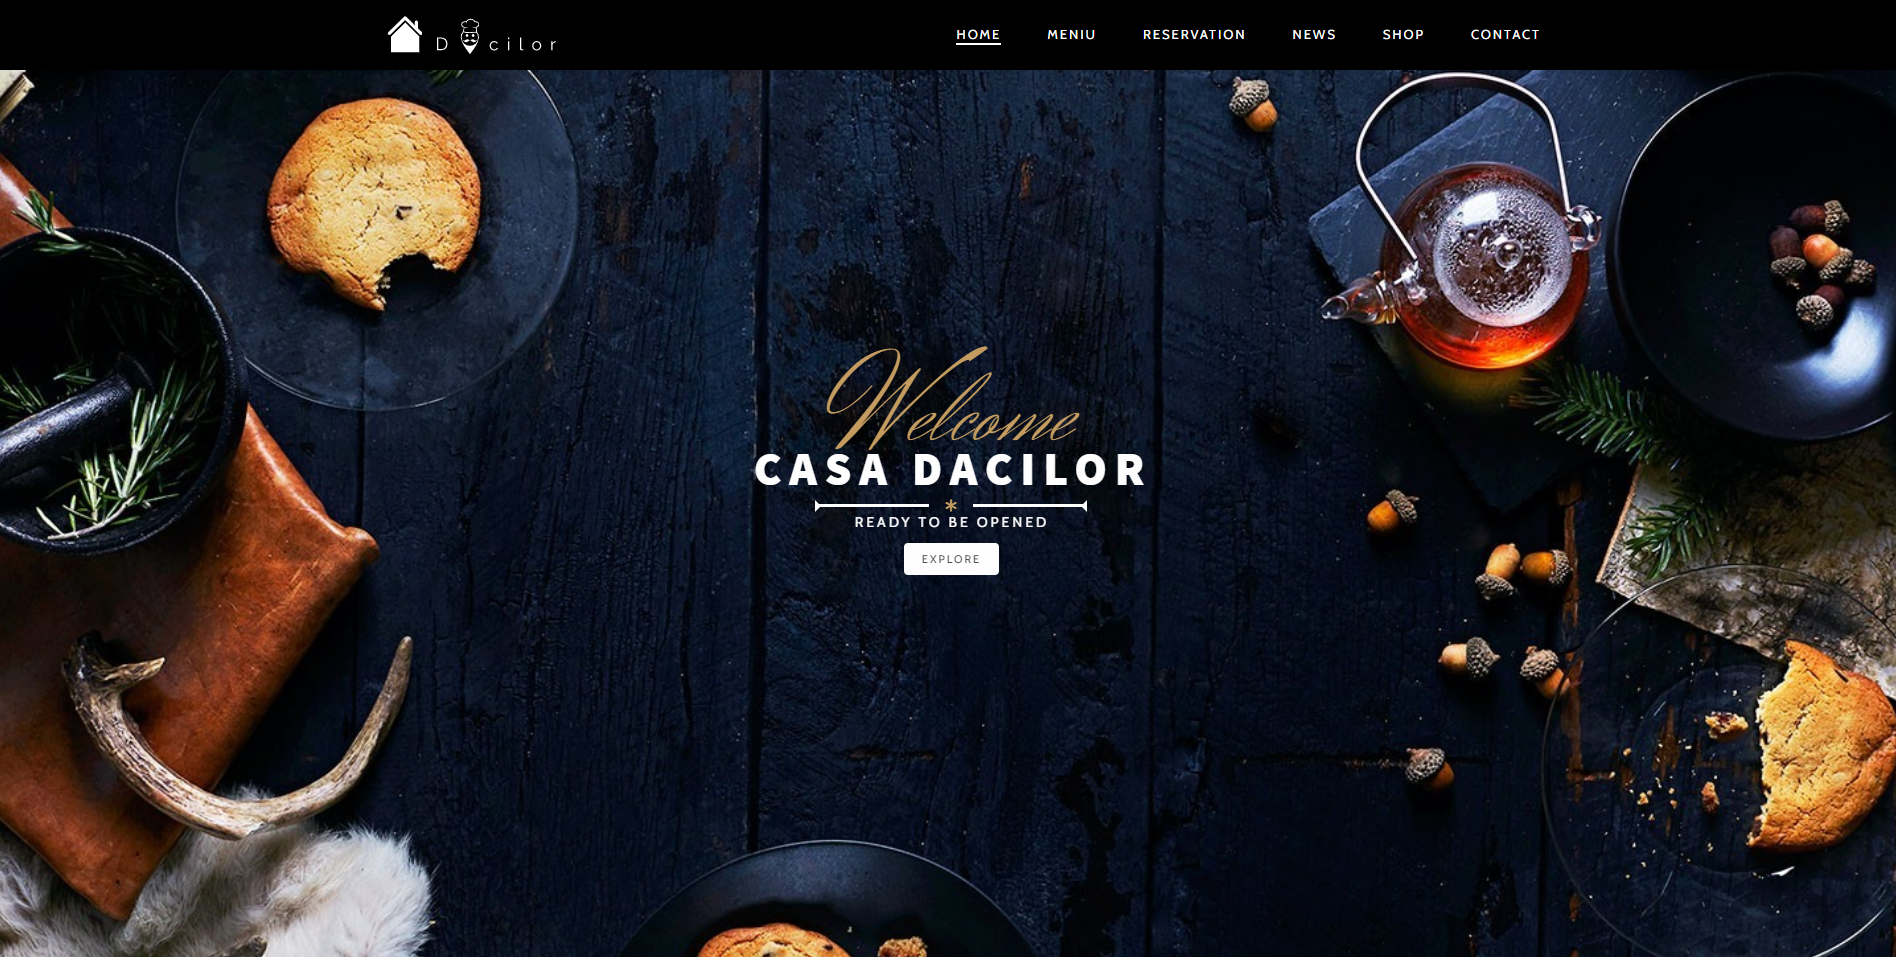 D cilor
HOME MENIU RESERVATION NEWS SHOP CONTACT
Welcome
CASA DACILOR
READY TO BE OPENED
EXPLORE